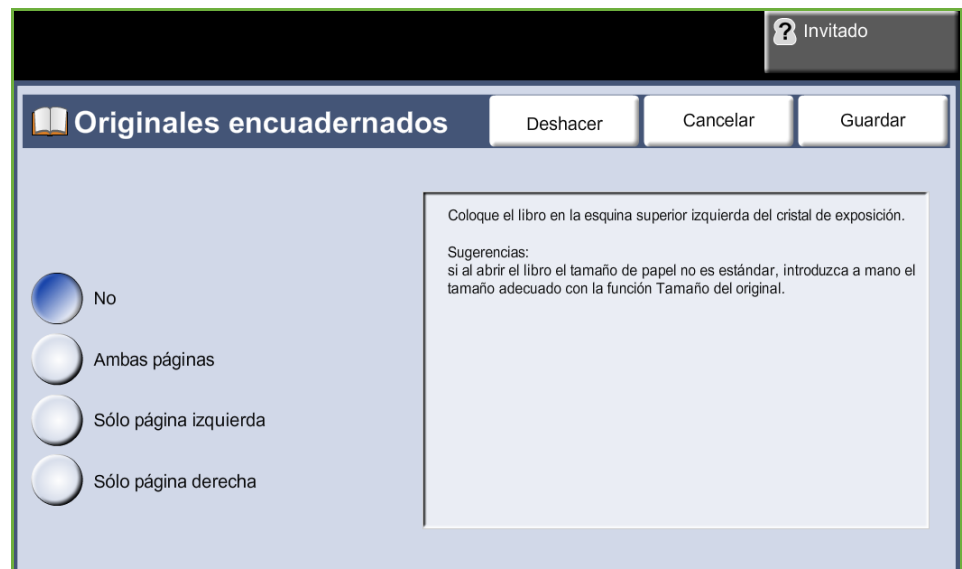 Invitado
Originales encuadernados
Deshacer
Cancelar
Guardar
Coloque el libro en la esquina superior izquierda del cristal de exposición.
Sugerencias:
si al abrir el libro el tamaño de papel no es estándar, introduzca a mano el
tamaño adecuado con la función Tamaño del original.
No
Ambas páginas
Sólo página izquierda
Sólo página derecha